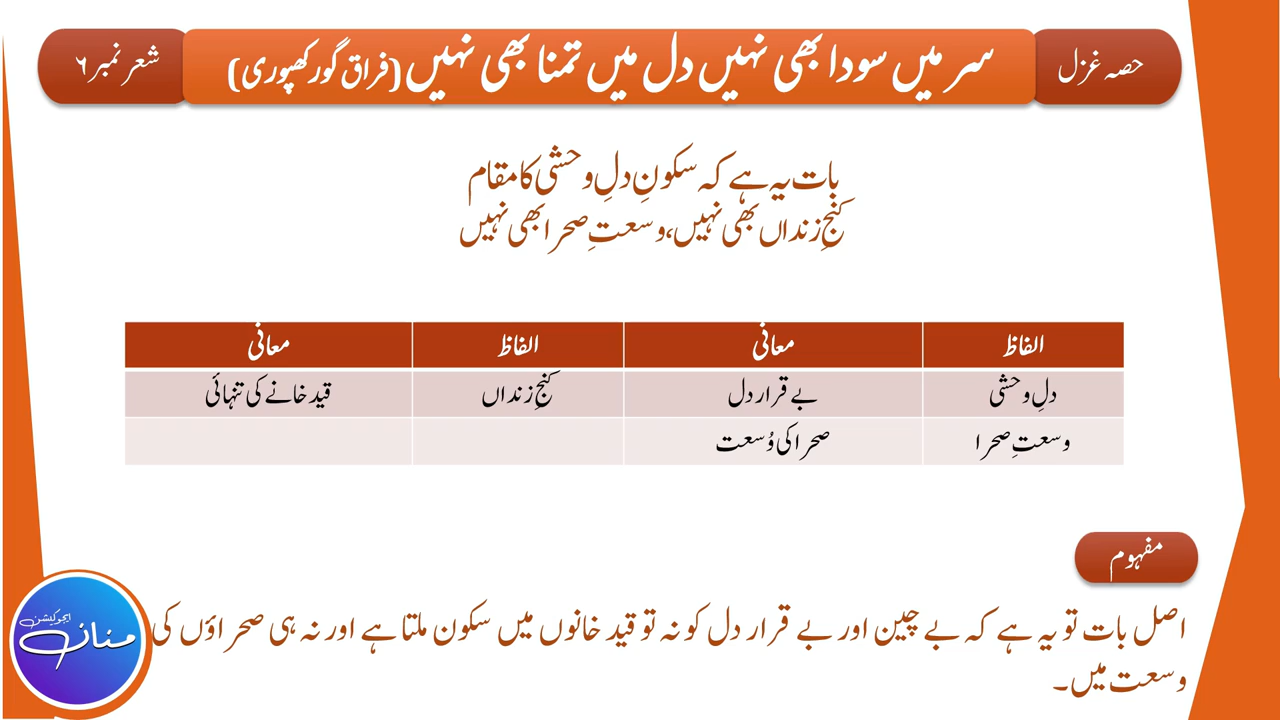 حصہ غزل
سر میں سودا بھی نہیں دل میں تمنا بھی نہیں (فراق گورکھپوری)
شعر نمبر ۶
بات یہ ہے کہ سکونِ دلِ وحشی کا مقام
کنجِ زنداں بھی نہیں، وسعتِ صحرا بھی نہیں
الفاظ معانی الفاظ معانی
دلِ وحشی بے قرار دل کنجِ زنداں قید خانے کی تنہائی
وسعتِ صحرا صحرا کی وُسعت
مفہوم
اصل بات تو یہ ہے کہ بے چین اور بے قرار دل کو نہ تو قید خانوں میں سکون ملتا ہے اور نہ ہی صحراؤں کی
وسعت میں۔
ایجوکیشن